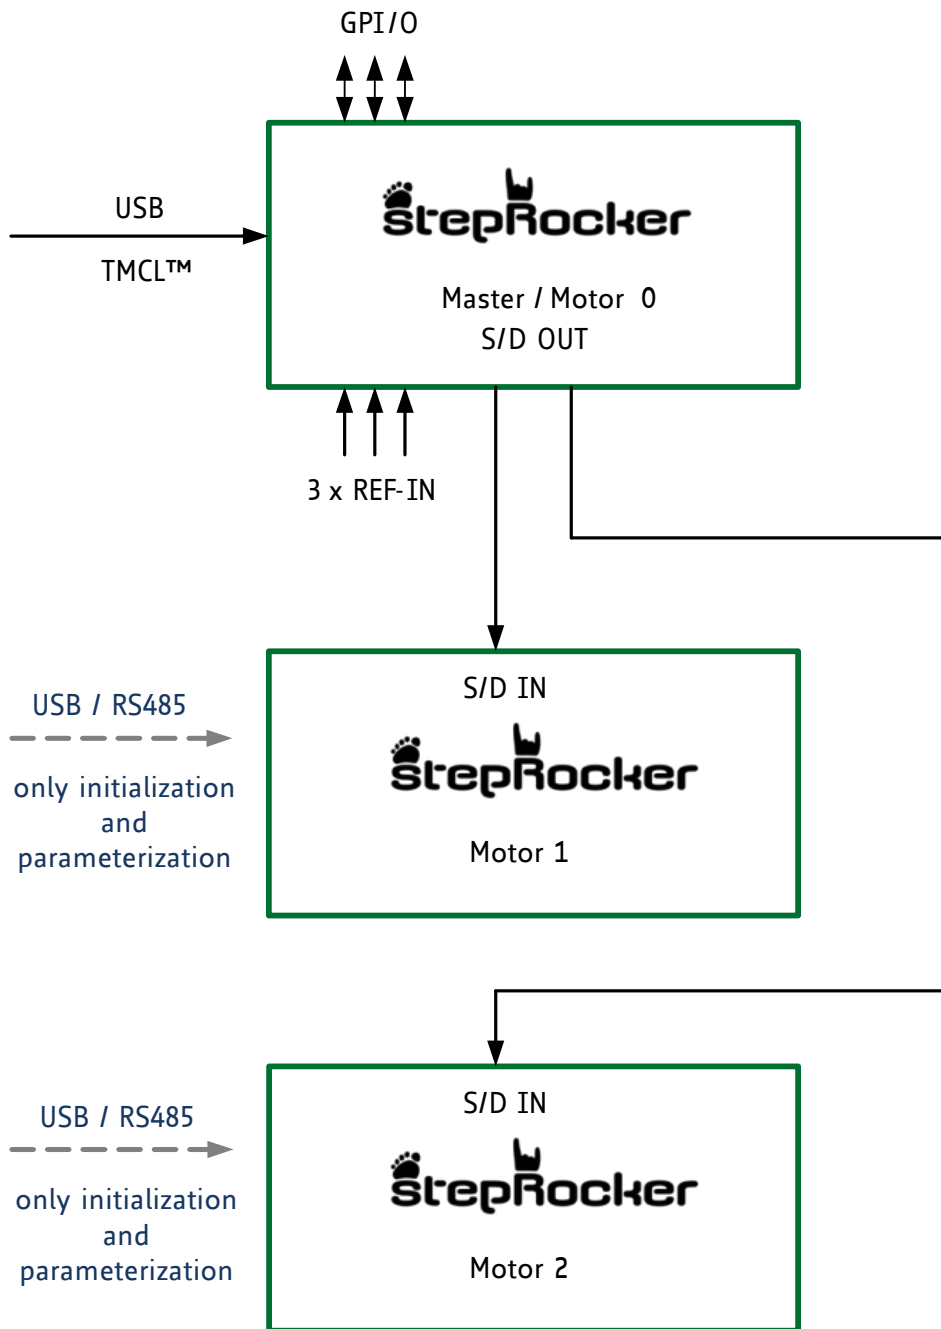 GPI/O
USB
TMCL™
stepRocker
Master / Motor 0
S/D OUT
3 x REF-IN
S/D IN
USB / RS485
stepRocker
only initialization
and
parameterization
Motor 1
S/D IN
USB / RS485
stepRocker
only initialization
and
parameterization
Motor 2